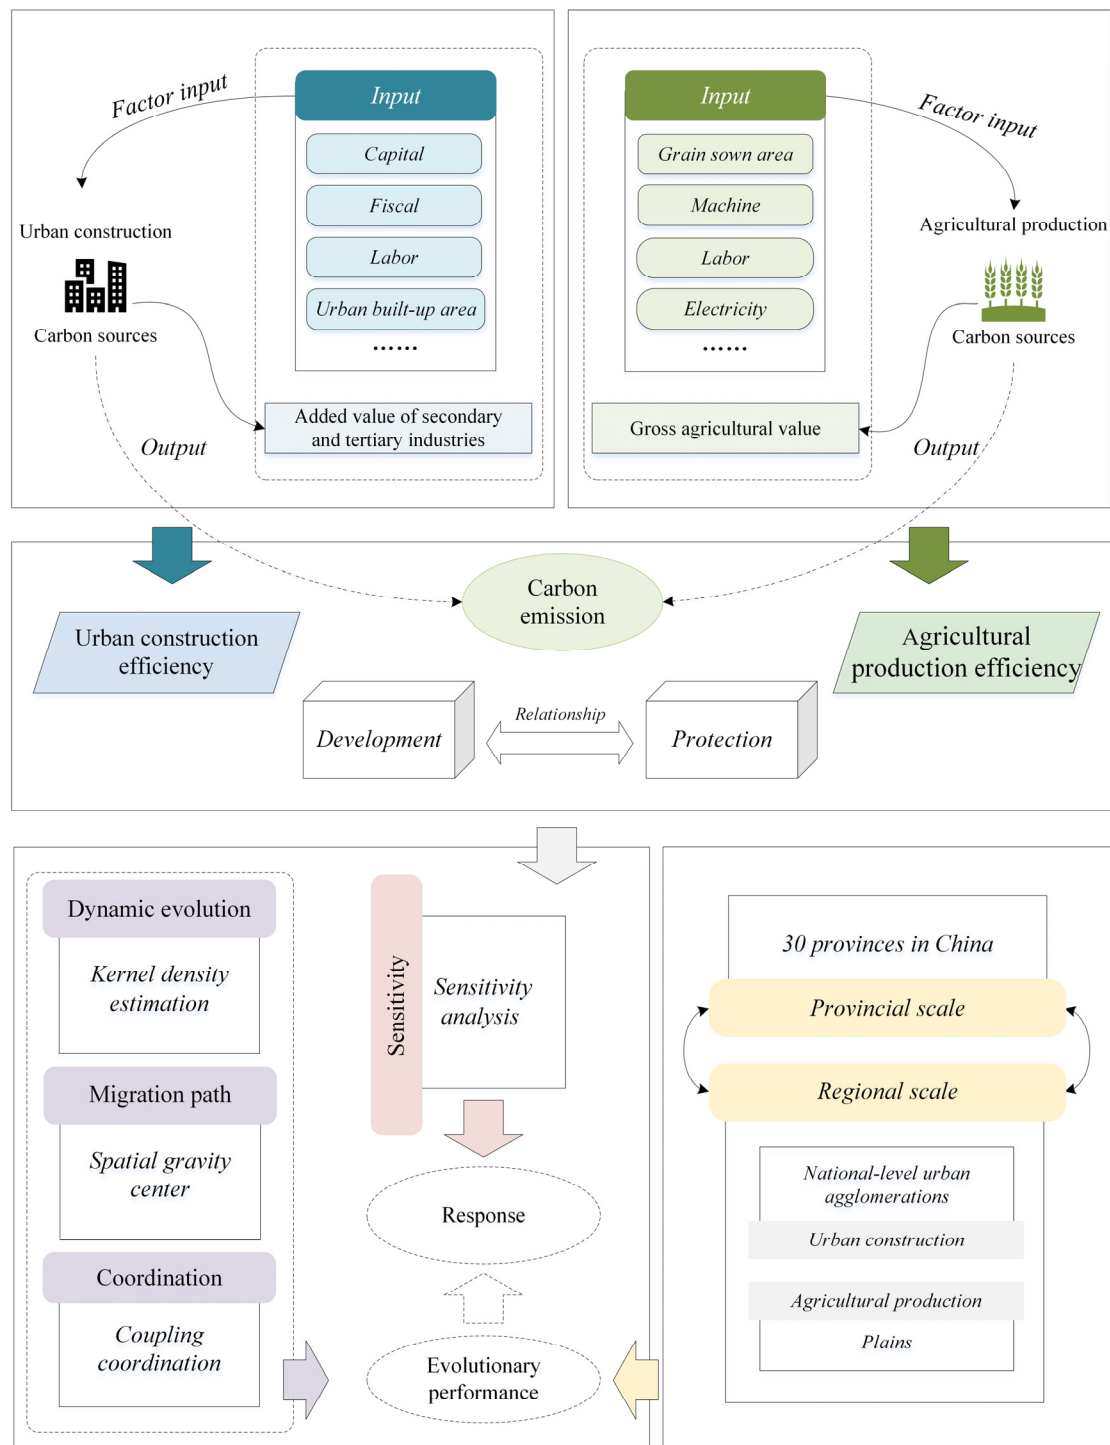 Factor input
Input
Capital
Fiscal
Labor
Urban built-up area
......
Urban construction
Carbon sources
Added value of secondary
and tertiary industries
Output
Input
Grain sown area
Machine
Labor
Electricity
......
Factor input
Agricultural production
Carbon sources
Gross agricultural value
Output
Carbon
emission
Urban construction
efficiency
Agricultural
production efficiency
Development
Relationship
Protection
Dynamic evolution
Kernel density
estimation
Migration path
Spatial gravity
center
Coordination
Coupling
coordination
Sensitivity
Sensitivity
analysis
Response
Evolutionary
performance
30 provinces in China
Provincial scale
Regional scale
National-level urban
agglomerations
Urban construction
Agricultural production
Plains